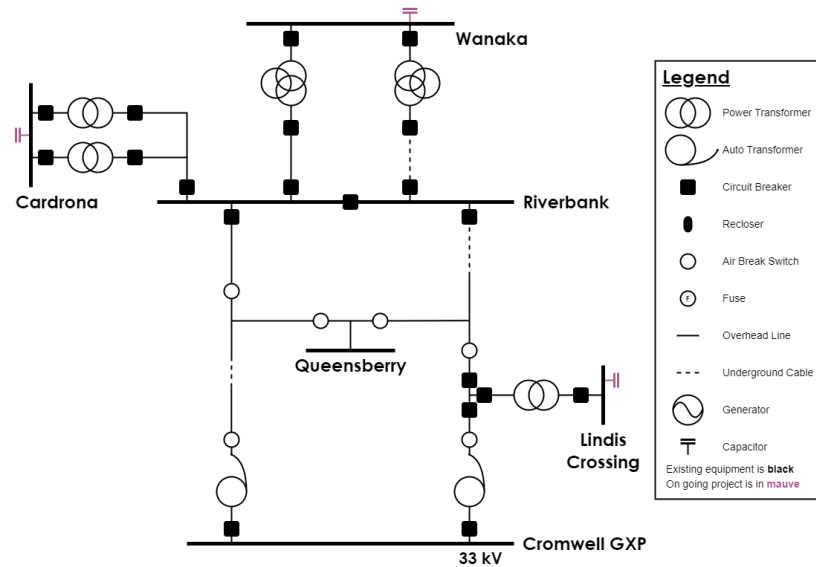 Wanaka
Cardrona
Riverbank
Queensberry
Lindis
Crossing
Cromwell GXP
33 kV
Legend
Power Transformer
Auto Transformer
Circuit Breaker
Recloser
Air Break Switch
F
Fuse
Overhead Line
Underground Cable
Generator
Capacitor
Existing equipment is black
On going project is in mauve